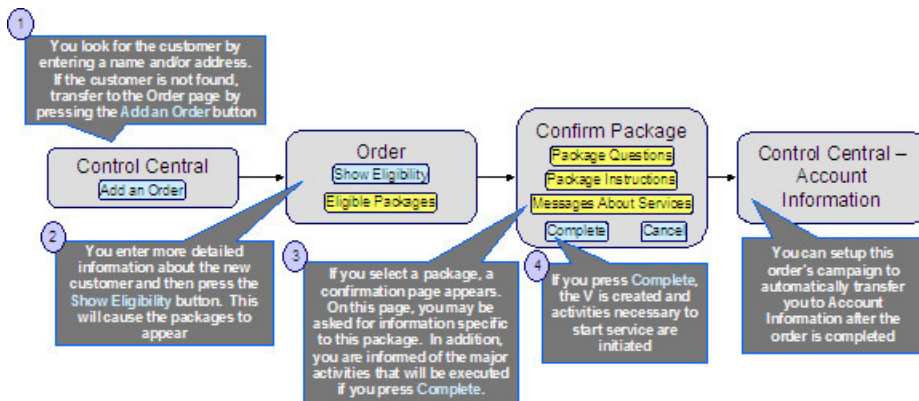 1
You look for the customer by
entering a name and/or address.
If the customer is not found,
transfer to the Order page by
pressing the Add an Order button
Control Central
Add an Order
Order
Show Eligibility
Eligible Packages
Confirm Package
Package Questions
Package Instructions
Messages About Services
Complete
Cancel
Control Central –
Account
Information
2
You enter more detailed
information about the new
customer and then press the
Show Eligibility button. This
will cause the packages to
appear
3
If you select a package, a
confirmation page appears.
On this page, you may be
asked for information specific
to this package. In addition,
you are informed of the major
activities that will be executed
if you press Complete.
4
If you press Complete,
the V is created and
activities necessary to
start service are
initiated
You can setup this
order's campaign to
automatically transfer
you to Account
Information after the
order is completed